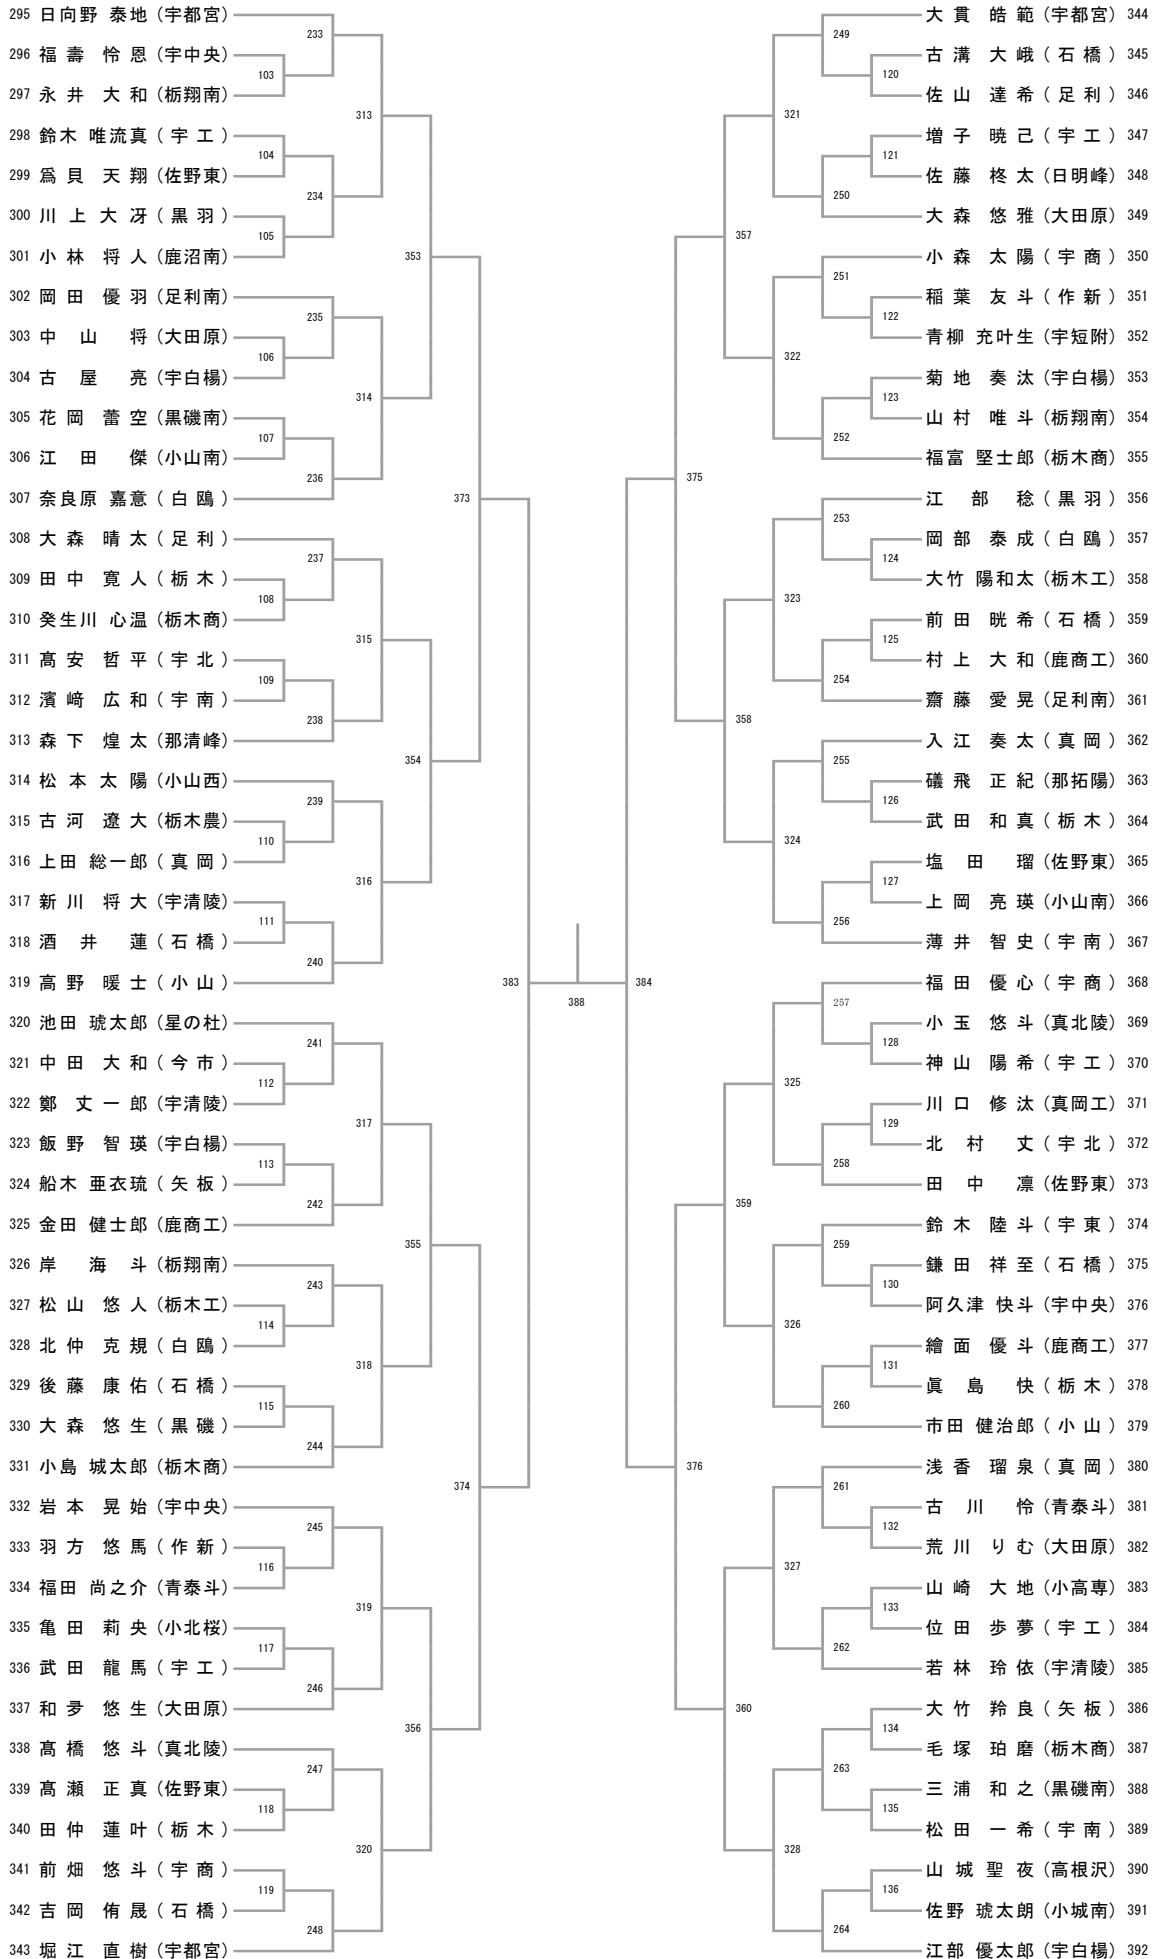 295 日向野 泰地 (宇都宮)
296 福壽 怜恩 (宇中央)
297 永井 大和 (栃翔南)
298 鈴木 唯流真 (宇工)
299 爲貝 天翔 (佐野東)
300 川上 大冴 (黒羽)
301 小林 将人 (鹿沼南)
302 岡田 優羽 (足利南)
303 中山 将 (大田原)
304 古屋 亮 (宇白楊)
305 花岡 蕾空 (黒磯南)
306 江田 傑 (小山南)
307 奈良原 嘉意 (白鴎)
308 大森 晴太 (足利)
309 田中 寛人 (栃木)
310 癸生川 心温 (栃木商)
311 髙安 哲平 (宇北)
312 濱﨑 広和 (宇南)
313 森下 煌太 (那清峰)
314 松本 太陽 (小山西)
315 古河 遼大 (栃木農)
316 上田 総一郎 (真岡)
317 新川 将大 (宇清陵)
318 酒井 蓮 (石橋)
319 高野 暖士 (小山)
320 池田 琥太郎 (星の杜)
321 中田 大和 (今市)
322 鄭 丈一郎 (宇清陵)
323 飯野 智瑛 (宇白楊)
324 船木 亜衣琉 (矢板)
325 金田 健士郎 (鹿商工)
326 岸 海斗 (栃翔南)
327 松山 悠人 (栃木工)
328 北仲 克規 (白鴎)
329 後藤 康佑 (石橋)
330 大森 悠生 (黒磯)
331 小島 城太郎 (栃木商)
332 岩本 晃始 (宇中央)
333 羽方 悠馬 (作新)
334 福田 尚之介 (青泰斗)
335 亀田 莉央 (小北桜)
336 武田 龍馬 (宇工)
337 和夛 悠生 (大田原)
338 髙橋 悠斗 (真北陵)
339 髙瀬 正真 (佐野東)
340 田仲 蓮叶 (栃木)
341 前畑 悠斗 (宇商)
342 吉岡 侑晟 (石橋)
343 堀江 直樹 (宇都宮)
233
103
104
234
105
313
235
106
107
236
314
353
237
108
109
238
315
239
110
111
240
316
354
373
241
112
113
242
317
243
114
115
244
318
355
245
116
117
246
319
247
118
119
248
320
356
374
383
388
384
375
357
321
249
120
121
250
322
251
122
123
252
358
323
253
124
125
254
324
255
126
127
256
376
359
325
257
128
129
258
326
259
130
131
260
360
327
261
132
133
262
328
134
263
135
136
264
大貫 皓範 (宇都宮) 344
古溝 大峨 (石橋) 345
佐山 達希 (足利) 346
増子 暁己 (宇工) 347
佐藤 柊太 (日明峰) 348
大森 悠雅 (大田原) 349
小森 太陽 (宇商) 350
稲葉 友斗 (作新) 351
青柳 充叶生 (宇短附) 352
菊地 奏汰 (宇白楊) 353
山村 唯斗 (栃翔南) 354
福富 堅士郎 (栃木商) 355
江部 稔 (黒羽) 356
岡部 泰成 (白鴎) 357
大竹 陽和太 (栃木工) 358
前田 晄希 (石橋) 359
村上 大和 (鹿商工) 360
齋藤 愛晃 (足利南) 361
入江 奏太 (真岡) 362
礒飛 正紀 (那拓陽) 363
武田 和真 (栃木) 364
塩田 瑠 (佐野東) 365
上岡 亮瑛 (小山南) 366
薄井 智史 (宇南) 367
福田 優心 (宇商) 368
小玉 悠斗 (真北陵) 369
神山 陽希 (宇工) 370
川口 修汰 (真岡工) 371
北村 丈 (宇北) 372
田中 凛 (佐野東) 373
鈴木 陸斗 (宇東) 374
鎌田 祥至 (石橋) 375
阿久津 快斗 (宇中央) 376
繪面 優斗 (鹿商工) 377
眞島 快 (栃木) 378
市田 健治郎 (小山) 379
浅香 瑠泉 (真岡) 380
古川 怜 (青泰斗) 381
荒川 りむ (大田原) 382
山崎 大地 (小高専) 383
位田 歩夢 (宇工) 384
若林 玲依 (宇清陵) 385
大竹 羚良 (矢板) 386
毛塚 珀磨 (栃木商) 387
三浦 和之 (黒磯南) 388
松田 一希 (宇南) 389
山城 聖夜 (高根沢) 390
佐野 琥太朗 (小城南) 391
江部 優太郎 (宇白楊) 392